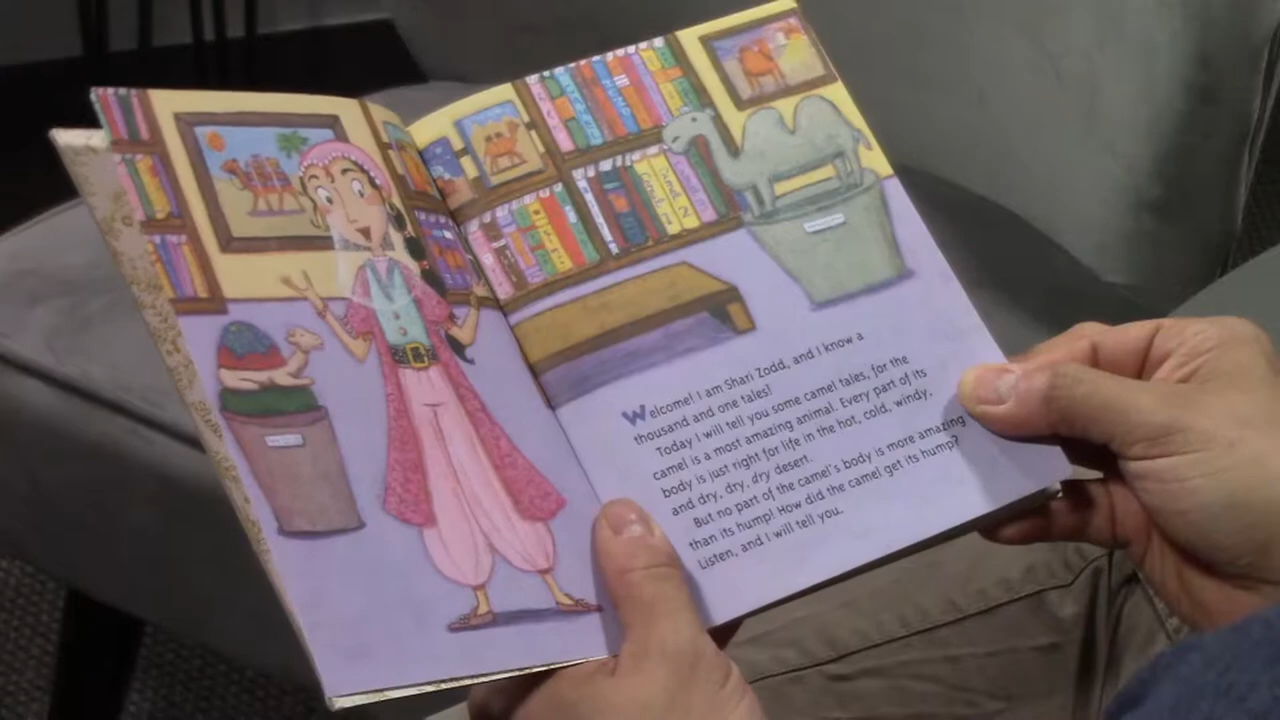 Welcome! I am Shari Zodd, and I know a
thousand and one tales!
Today I will tell you some camel tales, for the
camel is a most amazing animal. Every part of its
body is just right for life in the hot, cold, windy,
and dry, dry, dry desert.
But no part of the camel's body is more amazing
than its hump! How did the camel get its hump?
Listen, and I will tell you.